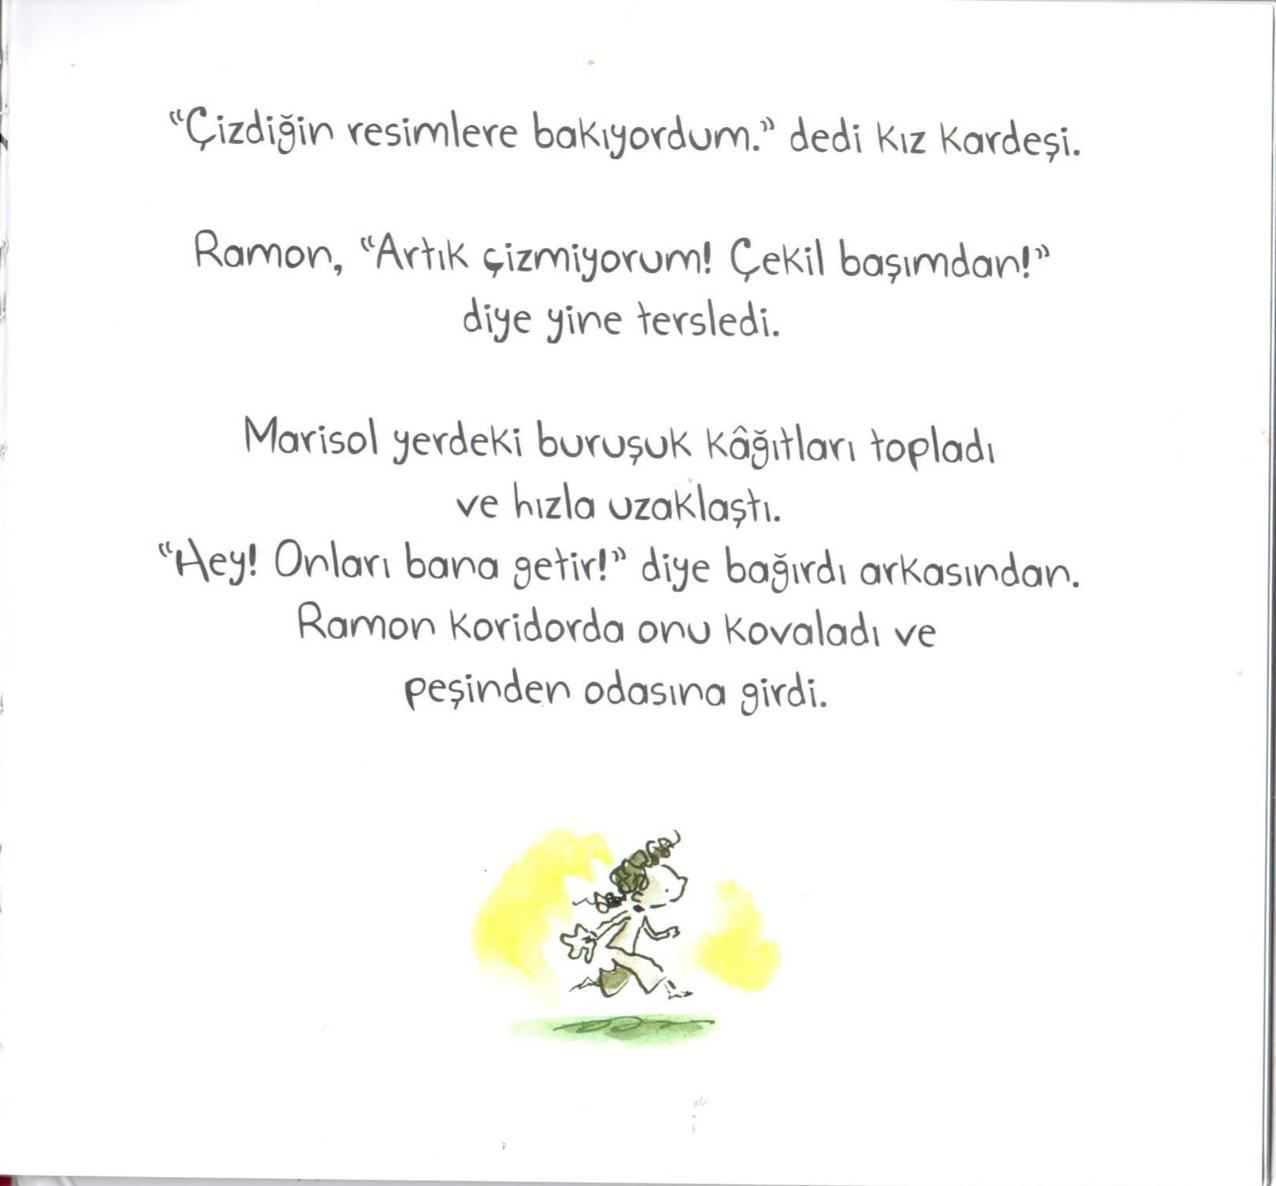 “Çizdiğin resimlere bakıyordum.” dedi kız kardeşi.
Ramon, “Artık çizmiyorum! Çekil başımdan!”
diye yine tersledi.
Marisol yerdeki buruşuk kâğıtları topladı
ve hızla uzaklaştı.
“Hey! Onları bana getir!” diye bağırdı arkasından.
Ramon koridorda onu kovaladı ve
peşinden odasına girdi.